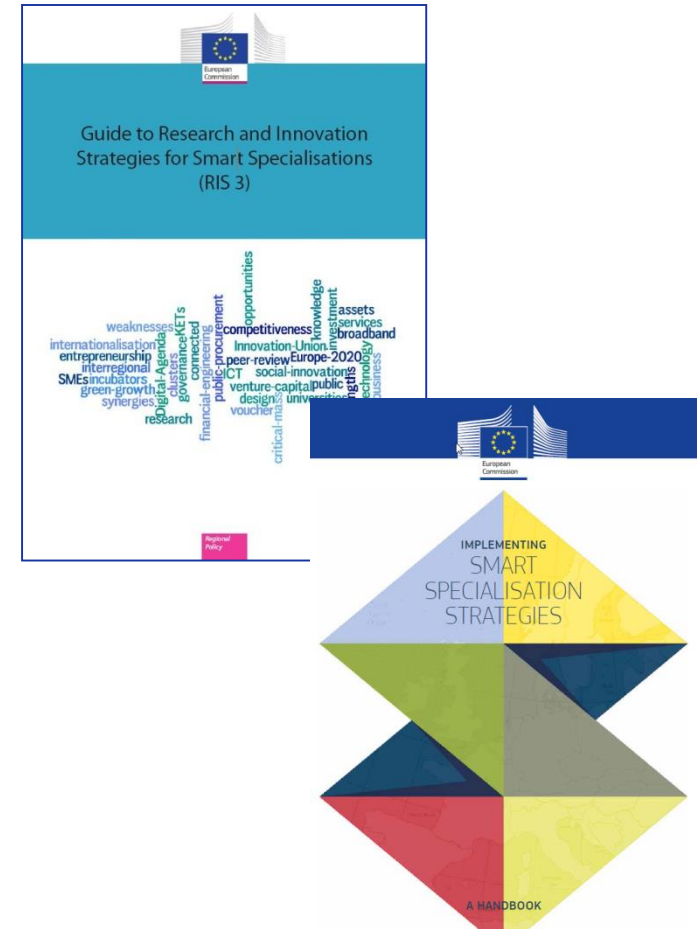 European
Commission
Guide to Research and Innovation
Strategies for Smart Specialisations
(RIS 3)
opportunities
weaknesses
KETs
connected
public-procurement
competitiveness
knowledge
investment
assets
services
broadband
internationalisation
Digital-Agenda
governance
Innovation-Union
entrepreneurship
clusters
peer-review
Europe-2020
interregional
financial-engineering
ICT
social-innovation
technology
business
SMEs
incubators
venture-capital
public
green-growth
design
universities
synergies
voucher
research
critical-mass
Regional
Policy
European
Commission
IMPLEMENTING
SMART
SPECIALISATION
STRATEGIES
A HANDBOOK